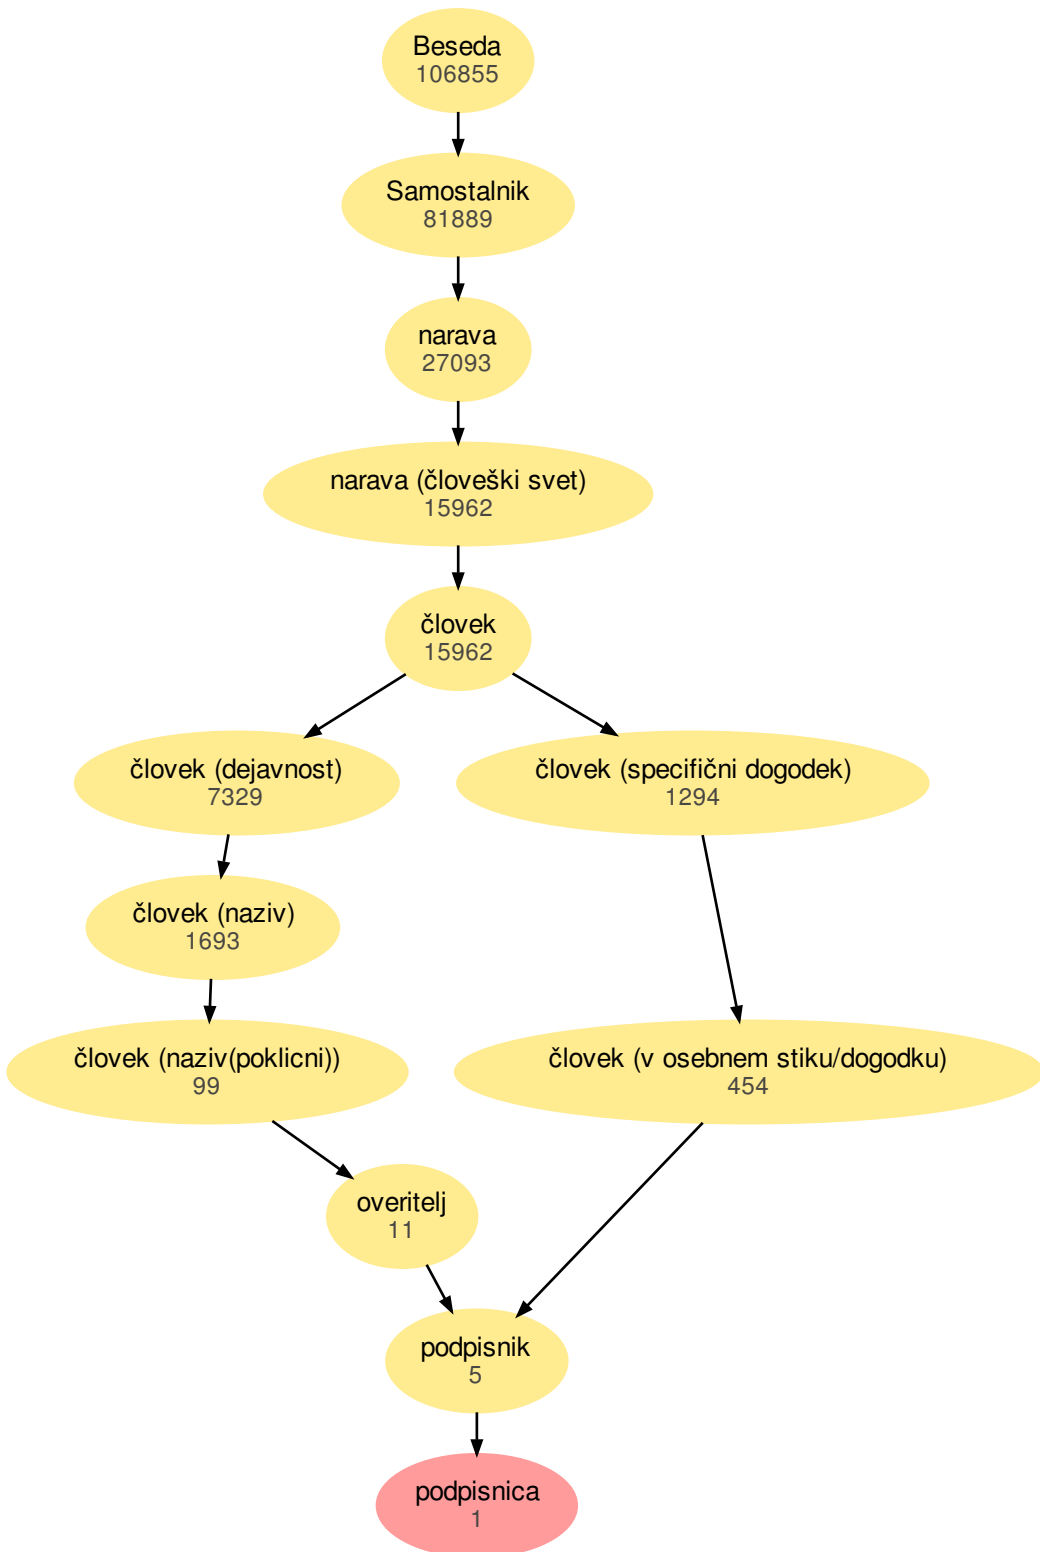 Beseda
106855
Samostalnik
81889
narava
27093
narava (človeški svet)
15962
človek
15962
človek (dejavnost)
7329
človek (specifični dogodek)
1294
človek (naziv)
1693
človek (naziv(poklicni))
99
človek (v osebnem stiku/dogodku)
454
overitelj
11
podpisnik
5
podpisnica
1